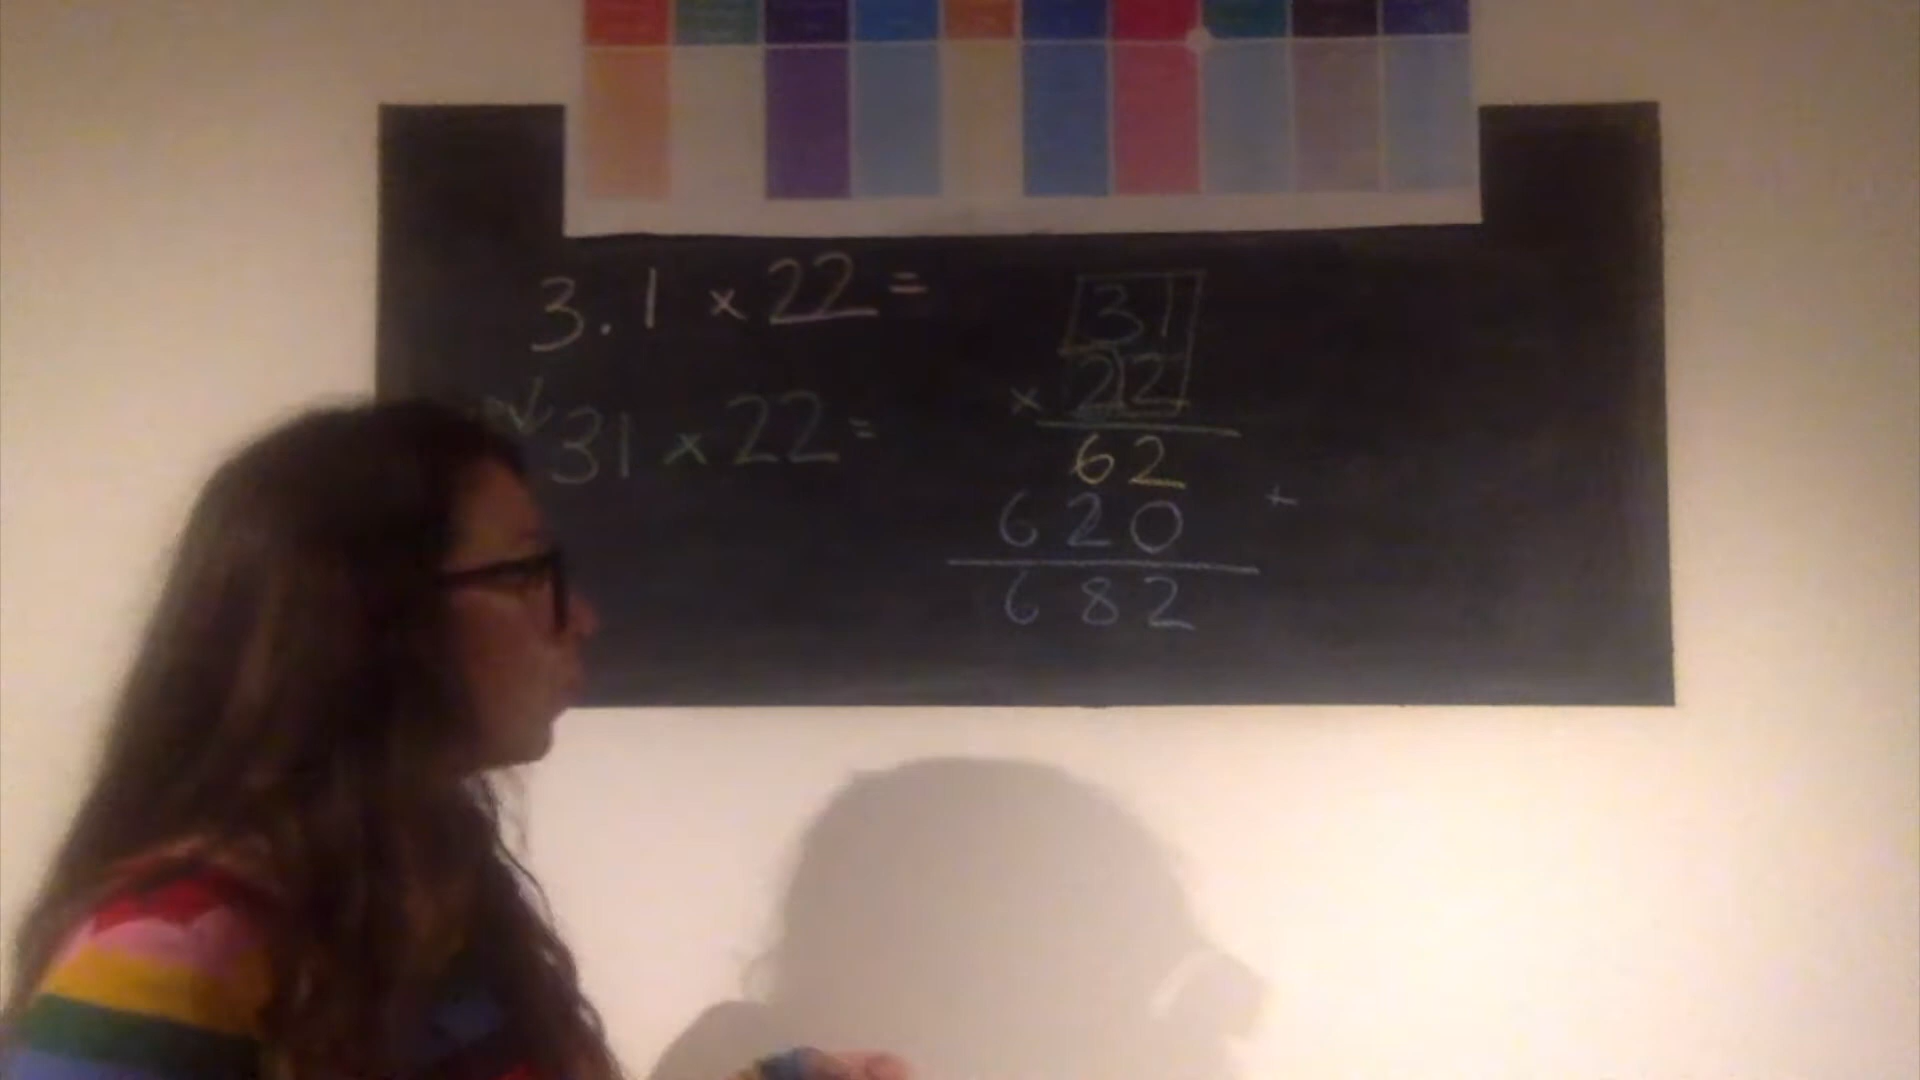 3.1 x 22 =
31 x 22 =
31
x 22
62
620 +
682